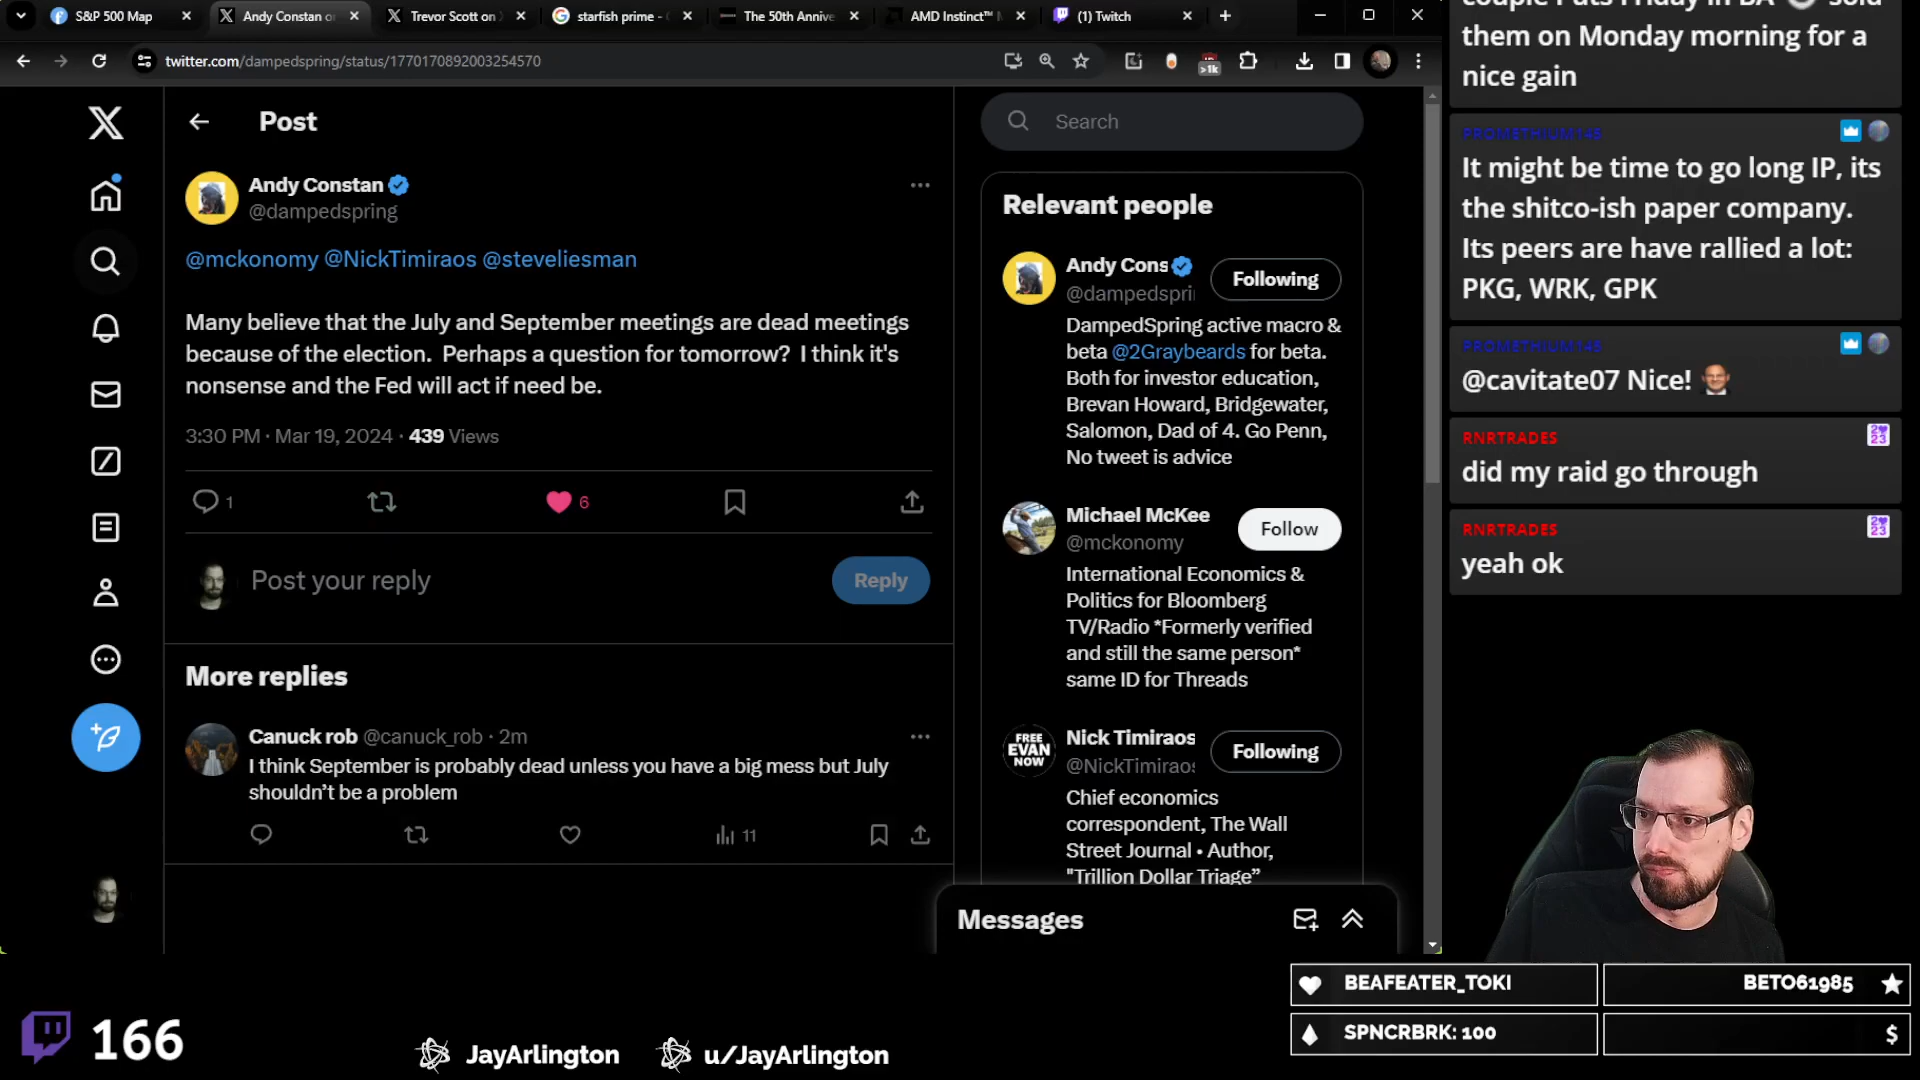 S&P 500 Map
Andy Constan o
Trevor Scott on
starfish prime -
The 50th Anniv
AMD Instinct™
(1) Twitch
twitter.com/dampedspring/status/1770170892003254570
>1k
Post
Search
Andy Constan
@dampedspring
@mckonomy @NickTimiraos @steveliesman
Many believe that the July and September meetings are dead meetings
because of the election. Perhaps a question for tomorrow? I think it's
nonsense and the Fed will act if need be.
3:30 PM · Mar 19, 2024 · 439 Views
1
6
Post your reply
Reply
More replies
Canuck rob @canuck_rob · 2m
I think September is probably dead unless you have a big mess but July
shouldn't be a problem
11
Relevant people
Andy Cons
Following
@dampedspri
DampedSpring active macro &
beta @2Graybeards for beta.
Both for investor education,
Brevan Howard, Bridgewater,
Salomon, Dad of 4. Go Penn,
No tweet is advice
Michael McKee
Follow
@mckonomy
International Economics &
Politics for Bloomberg
TV/Radio *Formerly verified
and still the same person*
same ID for Threads
FREE
EVAN
NOW
Nick Timiraos
Following
@NickTimiraos
Chief economics
correspondent, The Wall
Street Journal • Author,
"Trillion Dollar Triage"
Messages
them on Monday morning for a
nice gain
PROMETHIUM145
It might be time to go long IP, its
the shitco-ish paper company.
Its peers are have rallied a lot:
PKG, WRK, GPK
PROMETHIUM145
@cavitate07 Nice!
RNRTRADES
did my raid go through
RNRTRADES
yeah ok
BEAFEATER_TOKI
BETO61985
SPNCRBRK: 100
$
166
JayArlington
u/JayArlington